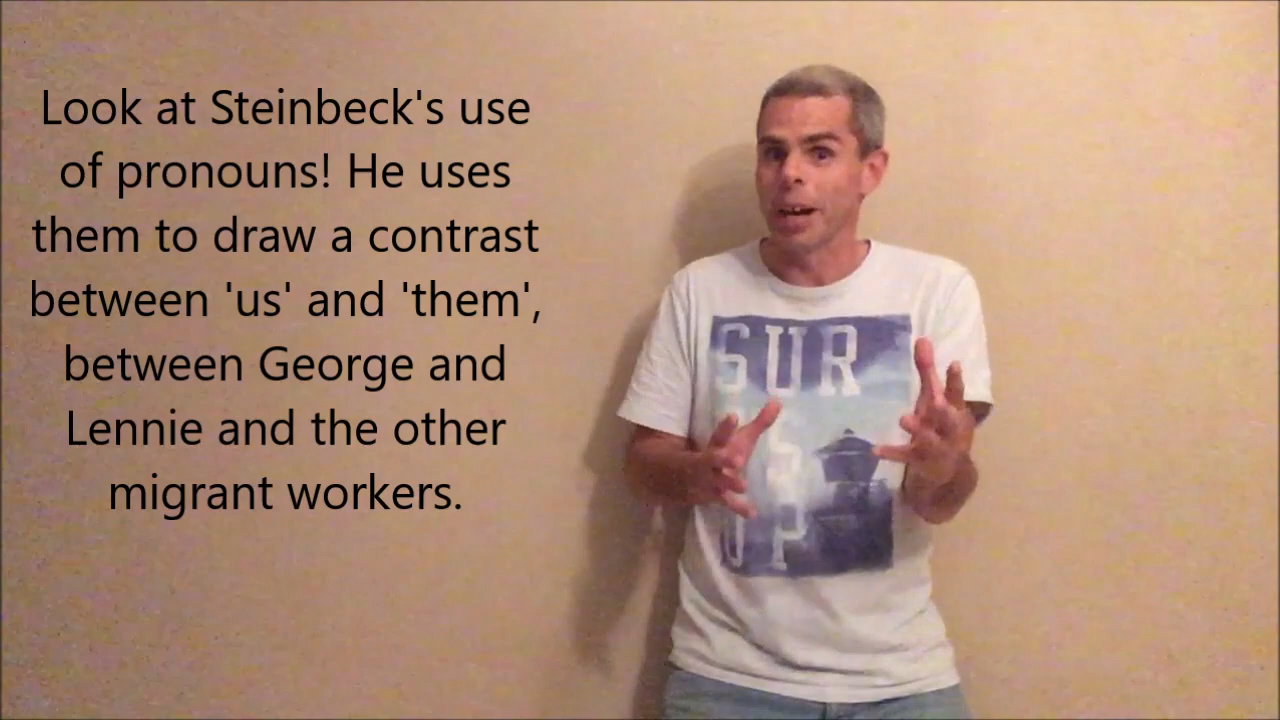 Look at Steinbeck's use
of pronouns! He uses
them to draw a contrast
between 'us' and 'them',
between George and
Lennie and the other
migrant workers.
SUR
UP